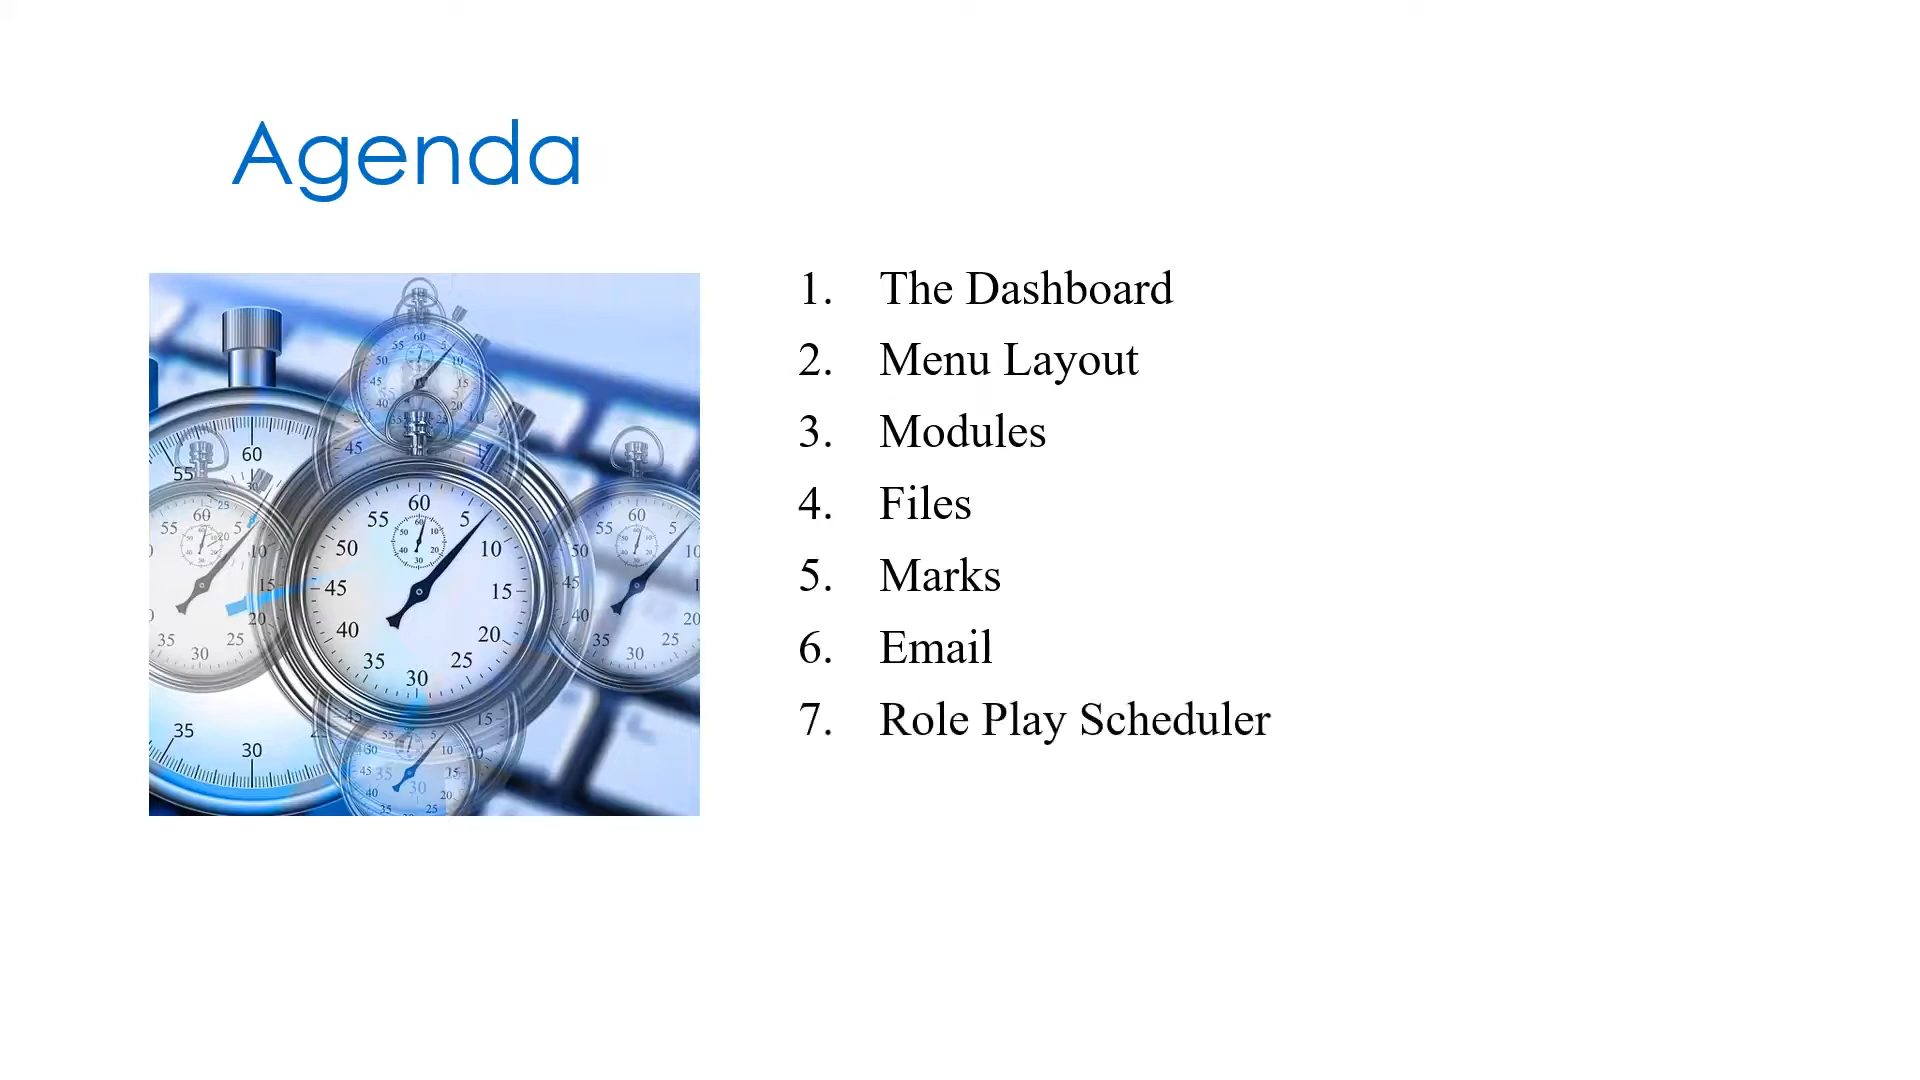 Agenda
1. The Dashboard
2. Menu Layout
3. Modules
4. Files
5. Marks
6. Email
7. Role Play Scheduler